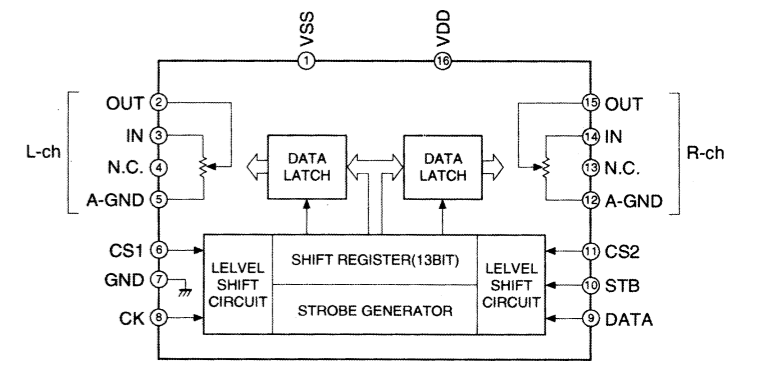 VSS
VDD
1
16
L-ch
OUT 2
IN 3
N.C. 4
A-GND 5
CS1 6
GND 7
CK 8
DATA
LATCH
DATA
LATCH
15 OUT
14 IN
13 N.C.
12 A-GND
R-ch
11 CS2
10 STB
9 DATA
LELVEL
SHIFT
CIRCUIT
SHIFT REGISTER(13BIT)
STROBE GENERATOR
LELVEL
SHIFT
CIRCUIT